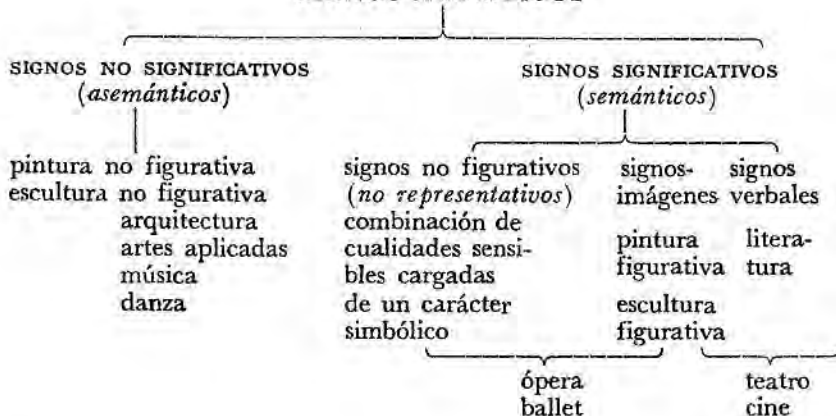 SIGNOS NO SIGNIFICATIVOS
(asemánticos)
SIGNOS SIGNIFICATIVOS
(semánticos)
pintura no figurativa
escultura no figurativa
arquitectura
artes aplicadas
música
danza
signos no figurativos
(no representativos)
combinación de
cualidades sensi-
bles cargadas
de un carácter
simbólico
signos-
imágenes
pintura
figurativa
escultura
figurativa
signos
verbales
litera-
tura
ópera
ballet
teatro
cine